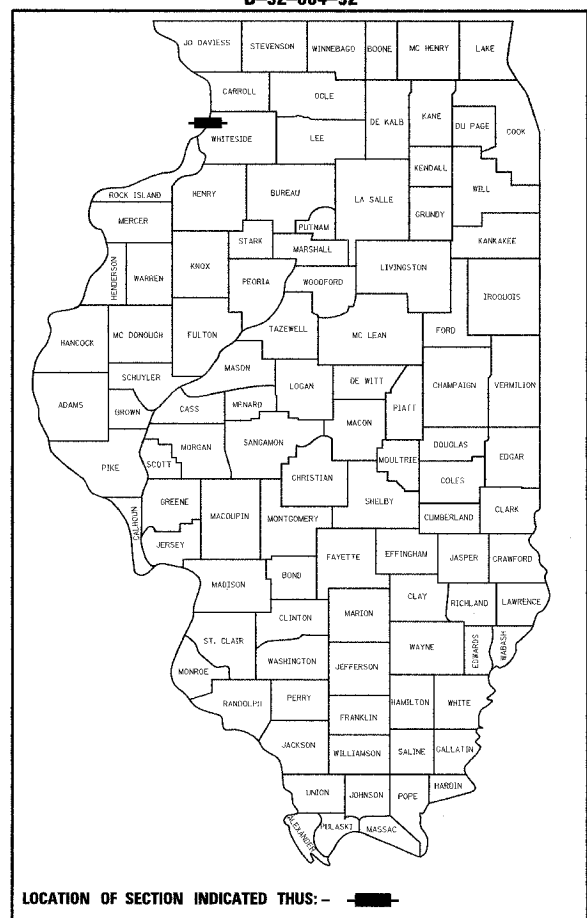 D-92-064-92
JO DAVIESS
STEVENSON
WINNEBAGO
BOONE
MC HENRY
LAKE
CARROLL
OGLE
DE KALB
KANE
COOK
DU PAGE
WHITESIDE
LEE
KENDALL
WILL
ROCK ISLAND
HENRY
BUREAU
LA SALLE
GRUNDY
MERCER
PUTNAM
STARK
MARSHALL
KANKAKEE
HENDERSON
WARREN
KNOX
PEORIA
WOODFORD
LIVINGSTON
IROQUOIS
HANCOCK
MC DONOUGH
FULTON
TAZEWELL
MC LEAN
FORD
SCHUYLER
MASON
LOGAN
DE WITT
CHAMPAIGN
VERMILION
ADAMS
BROWN
CASS
MENARD
MACON
PIATT
MORGAN
SANGAMON
DOUGLAS
EDGAR
PIKE
SCOTT
CHRISTIAN
MOULTRIE
COLES
GREENE
MACOUPIN
MONTGOMERY
SHELBY
CUMBERLAND
CLARK
CALHOUN
JERSEY
FAYETTE
EFFINGHAM
JASPER
CRAWFORD
MADISON
BOND
CLAY
RICHLAND
LAWRENCE
CLINTON
MARION
ST. CLAIR
WAYNE
EDWARDS
WABASH
WASHINGTON
JEFFERSON
MONROE
RANDOLPH
PERRY
HAMILTON
WHITE
FRANKLIN
JACKSON
WILLIAMSON
SALINE
GALLATIN
UNION
JOHNSON
POPE
HARDIN
ALEXANDER
PULASKI
MASSAC
LOCATION OF SECTION INDICATED THUS: -